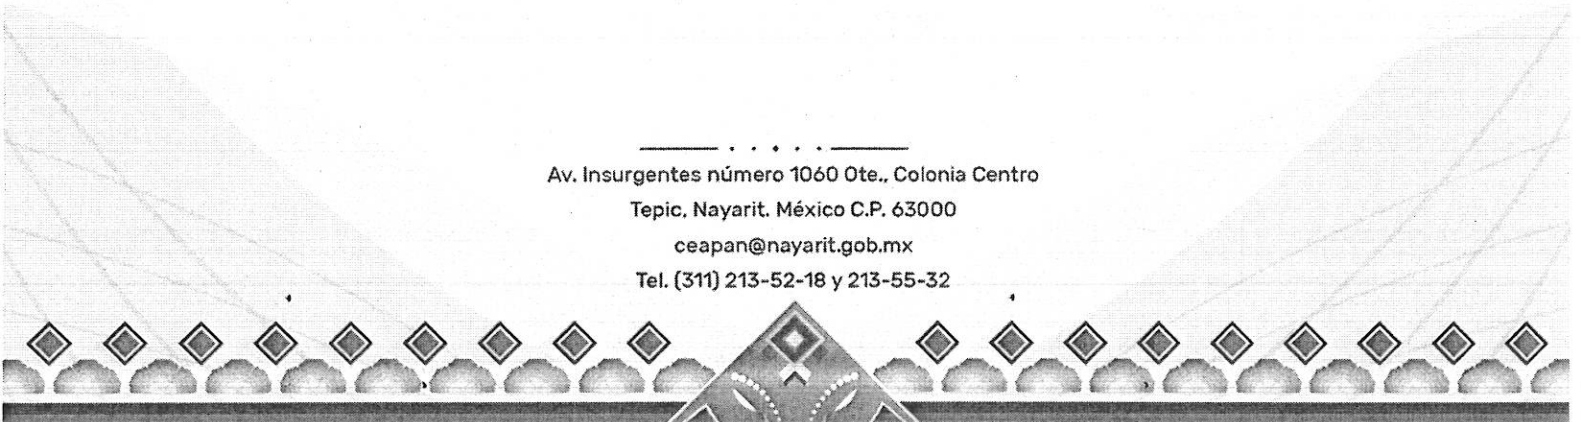 Av. Insurgentes número 1060 Ote., Colonia Centro
Tepic, Nayarit. México C.P. 63000
ceapan@nayarit.gob.mx
Tel. (311) 213-52-18 y 213-55-32